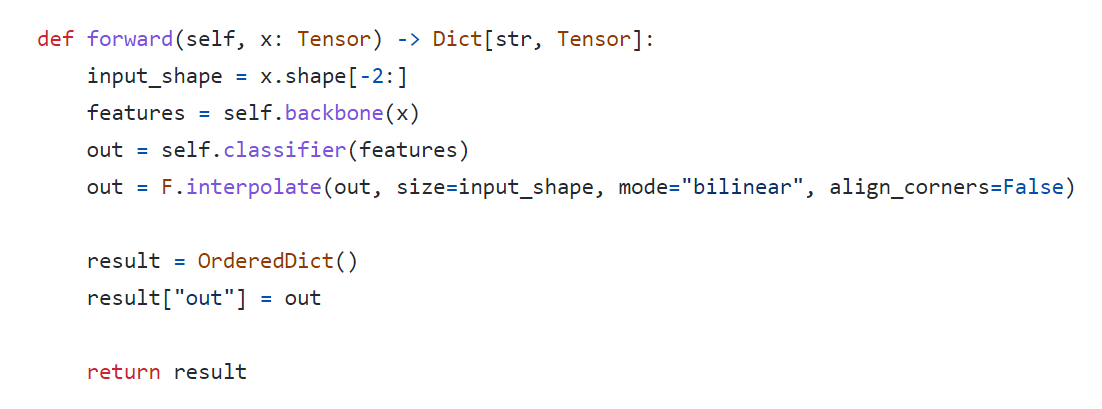 def forward(self, x: Tensor) -> Dict[str, Tensor]:
    input_shape = x.shape[-2:]
    features = self.backbone(x)
    out = self.classifier(features)
    out = F.interpolate(out, size=input_shape, mode="bilinear", align_corners=False)

    result = OrderedDict()
    result["out"] = out

    return result